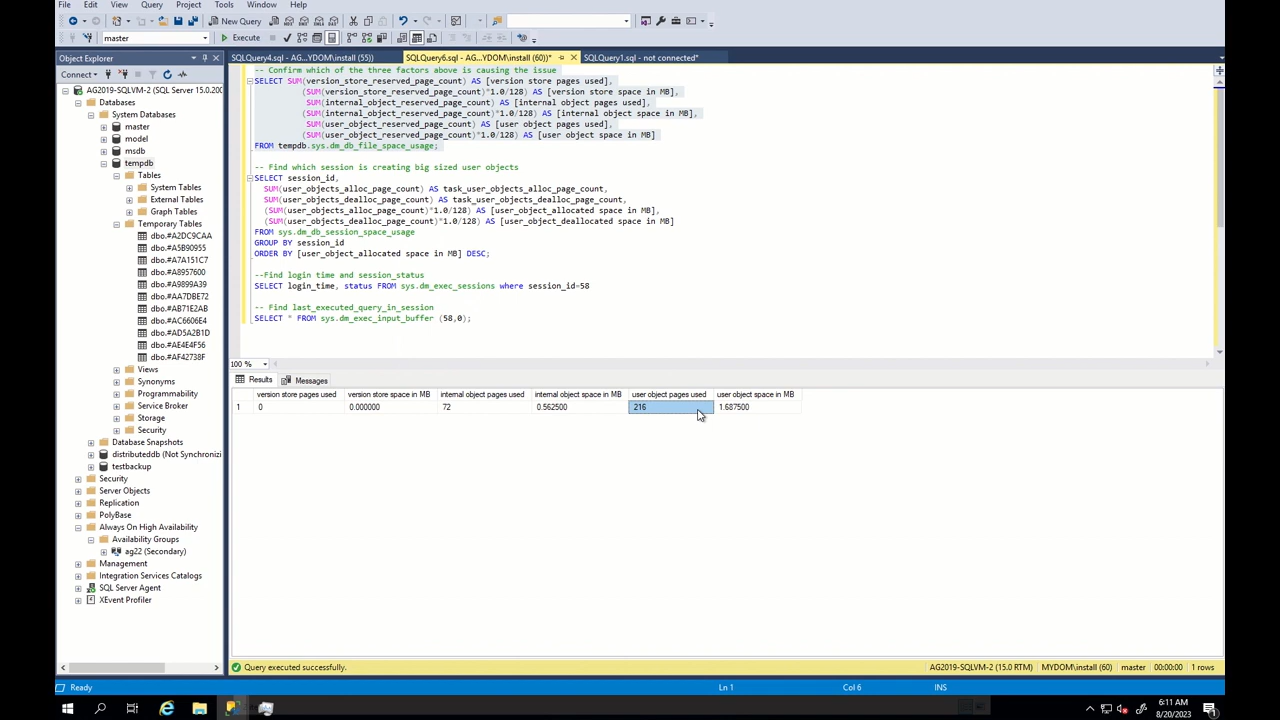 File Edit View Query Project Tools Window Help
New Query
master Execute
Object Explorer
SQLQuery4.sql - AG...YDOM\install (55))
SQLQuery6.sql - AG...YDOM\install (60))*
SQLQuery1.sql - not connected*
Connect
AG2019-SQLVM-2 (SQL Server 15.0.200
Databases
System Databases
master
model
msdb
tempdb
Tables
System Tables
External Tables
Graph Tables
Temporary Tables
dbo.#A2DC9CAA
dbo.#A5B90955
dbo.#A7A151C7
dbo.#A8957600
dbo.#A9899A39
dbo.#AA7DBE72
dbo.#AB71E2AB
dbo.#AC6606E4
dbo.#AD5A2B1D
dbo.#AE4E4F56
dbo.#AF42738F
Views
Synonyms
Programmability
Service Broker
Storage
Security
Database Snapshots
distributeddb (Not Synchronizi
testbackup
Security
Server Objects
Replication
PolyBase
Always On High Availability
Availability Groups
ag22 (Secondary)
Management
Integration Services Catalogs
SQL Server Agent
XEvent Profiler
-- Confirm which of the three factors above is causing the issue
SELECT SUM(version_store_reserved_page_count) AS [version store pages used],
(SUM(version_store_reserved_page_count)*1.0/128) AS [version store space in MB],
SUM(internal_object_reserved_page_count) AS [internal object pages used],
(SUM(internal_object_reserved_page_count)*1.0/128) AS [internal object space in MB],
SUM(user_object_reserved_page_count) AS [user object pages used],
(SUM(user_object_reserved_page_count)*1.0/128) AS [user object space in MB]
FROM tempdb.sys.dm_db_file_space_usage;
-- Find which session is creating big sized user objects
SELECT session_id,
SUM(user_objects_alloc_page_count) AS task_user_objects_alloc_page_count,
SUM(user_objects_dealloc_page_count) AS task_user_objects_dealloc_page_count,
(SUM(user_objects_alloc_page_count)*1.0/128) AS [user_object_allocated space in MB],
(SUM(user_objects_dealloc_page_count)*1.0/128) AS [user_object_deallocated space in MB]
FROM sys.dm_db_session_space_usage
GROUP BY session_id
ORDER BY [user_object_allocated space in MB] DESC;
--Find login time and session_status
SELECT login_time, status FROM sys.dm_exec_sessions where session_id=58
-- Find last_executed_query_in_session
SELECT * FROM sys.dm_exec_input_buffer (58,0);
100 %
Results Messages
version store pages used version store space in MB internal object pages used internal object space in MB user object pages used user object space in MB
1 0 0.000000 72 0.562500 216 1.687500
Query executed successfully. AG2019-SQLVM-2 (15.0 RTM) MYDOM\install (60) master 00:00:00 1 rows
Ready Ln 1 Col 6 INS
6:11 AM
8/20/2023